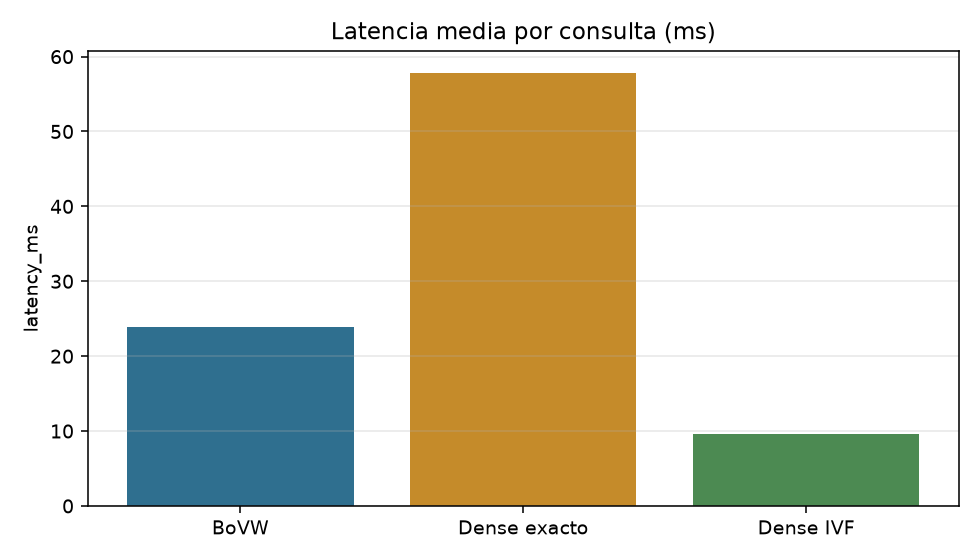 Latencia media por consulta (ms)
latency_ms
60
50
40
30
20
10
0
BoVW
Dense exacto
Dense IVF